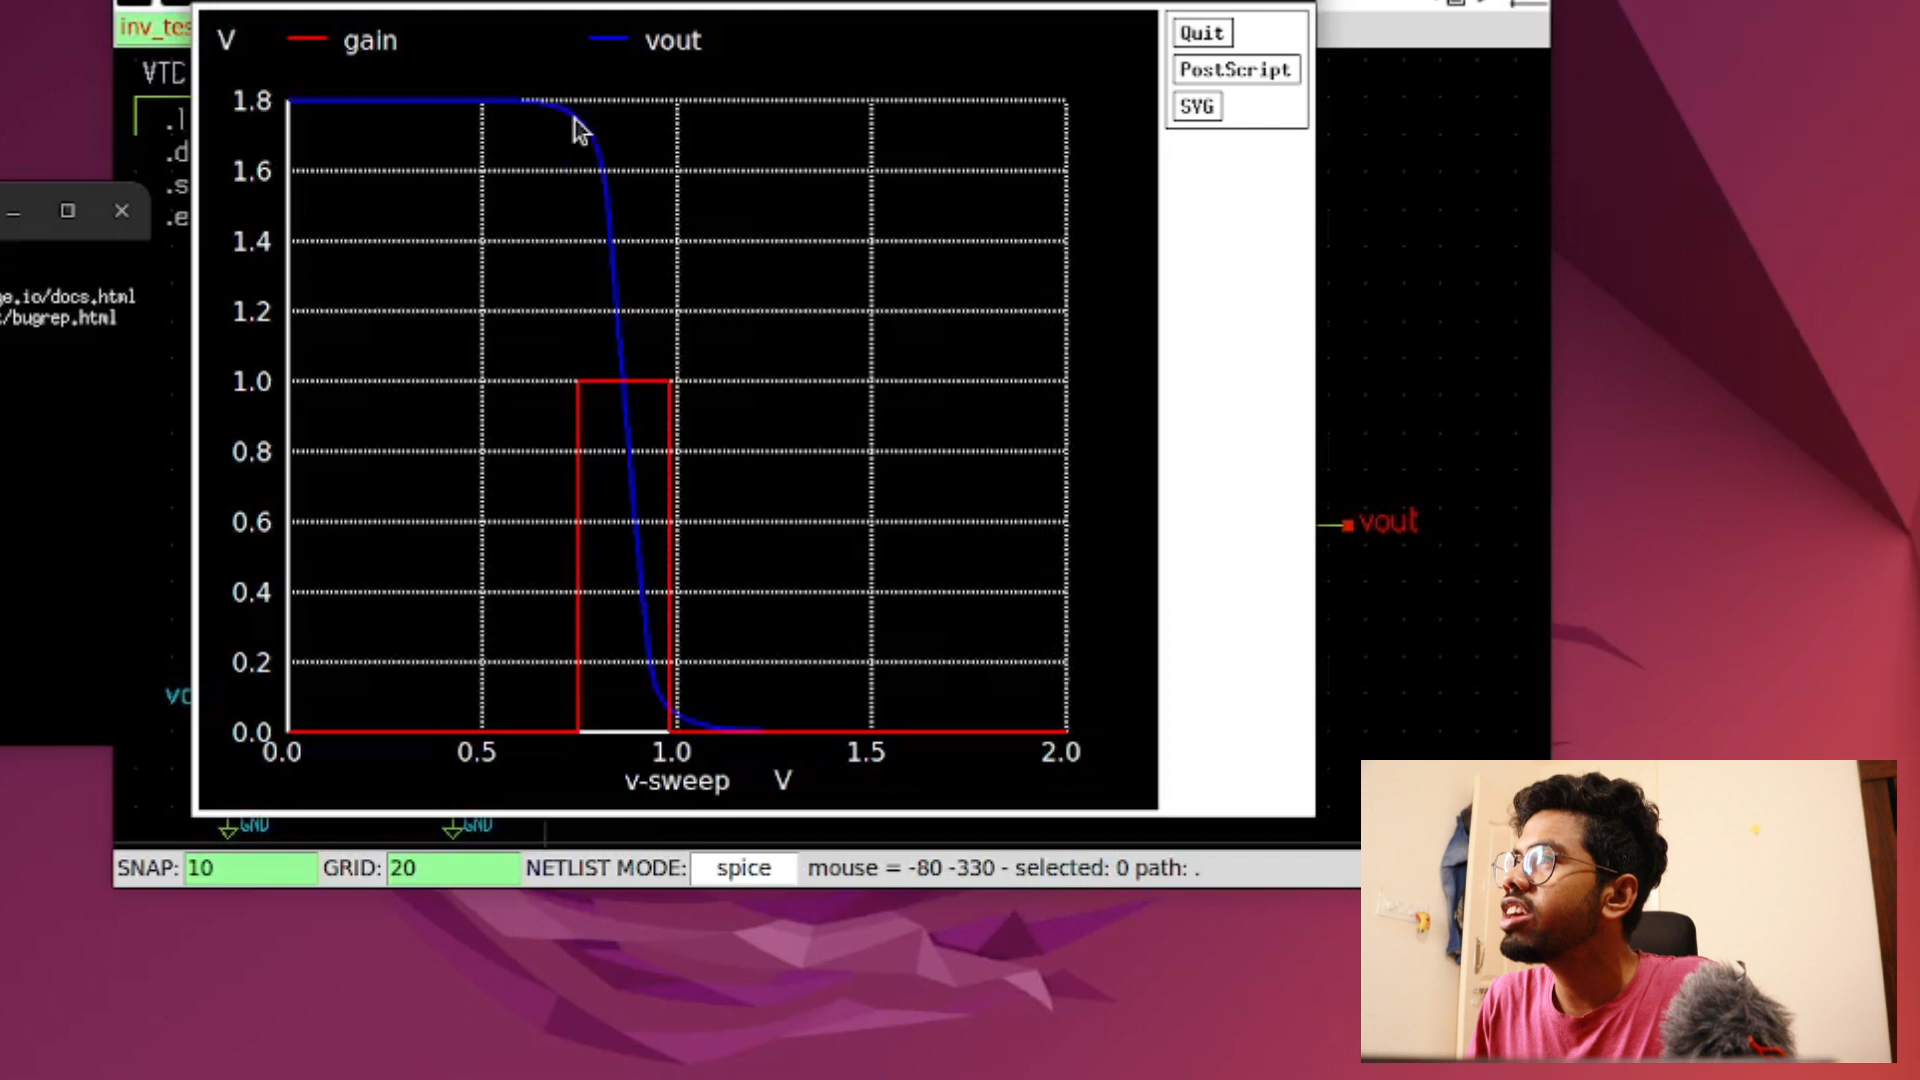 inv_tes
VTC
.l
.d
.s
.e
ge.io/docs.html
/bugrep.html
V gain vout
1.8
1.6
1.4
1.2
1.0
0.8
0.6
0.4
0.2
0.0
0.0 0.5 1.0 1.5 2.0
v-sweep V
Quit
PostScript
SVG
vout
GND GND
SNAP: 10 GRID: 20 NETLIST MODE: spice mouse = -80 -330 - selected: 0 path: .